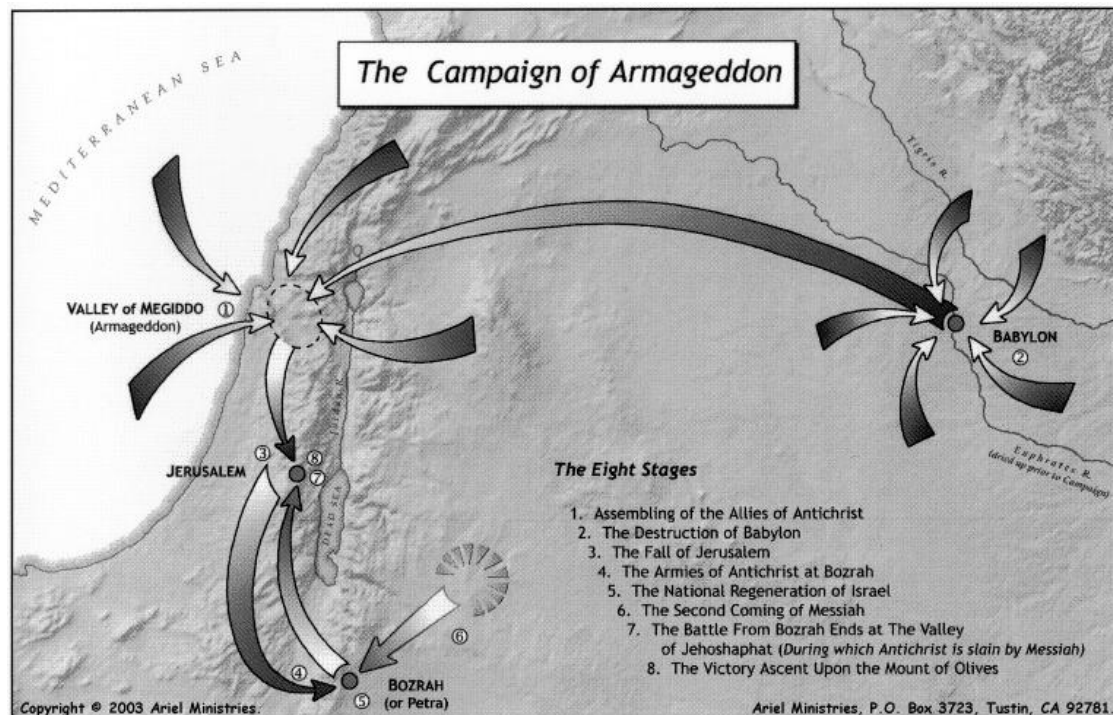 The Campaign of Armageddon
MEDITERRANEAN SEA
Tigris R.
VALLEY of MEGIDDO
(Armageddon)
①
BABYLON
②
Euphrates R.
(dried up prior to Campaign)
JORDAN R.
JERUSALEM
③
⑧
⑦
DEAD SEA
④
BOZRAH
(or Petra)
⑤
⑥
The Eight Stages
1. Assembling of the Allies of Antichrist
2. The Destruction of Babylon
3. The Fall of Jerusalem
4. The Armies of Antichrist at Bozrah
5. The National Regeneration of Israel
6. The Second Coming of Messiah
7. The Battle From Bozrah Ends at The Valley
of Jehoshaphat (During which Antichrist is slain by Messiah)
8. The Victory Ascent Upon the Mount of Olives
Copyright © 2003 Ariel Ministries.
Ariel Ministries, P.O. Box 3723, Tustin, CA 92781.